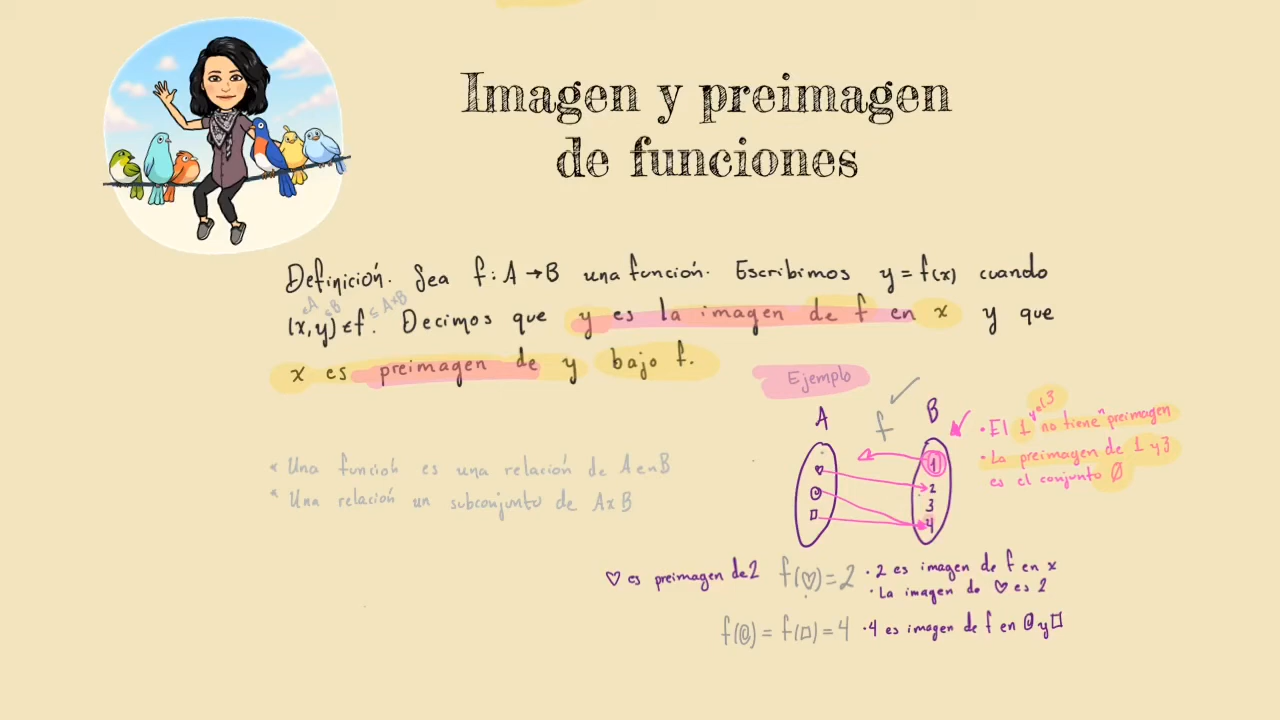 Imagen y preimagen
de funciones
Definición. Sea f: A → B una función. Escribimos y = f(x) cuando
∈A ∈B ⊆ A×B
(x,y) ∈ f. Decimos que y es la imagen de f en x y que
x es preimagen de y bajo f.
Ejemplo
A f B
y el 3
• El 1 "no tiene" preimagen
• La preimagen de 1 y 3
es el conjunto Ø
* Una función es una relación de A en B
* Una relación un subconjunto de A×B
♡ 1
@ 2
□ 3
4
♡ es preimagen de 2 f(♡) = 2 • 2 es imagen de f en x
• La imagen de ♡ es 2
f(@) = f(□) = 4 • 4 es imagen de f en @ y □